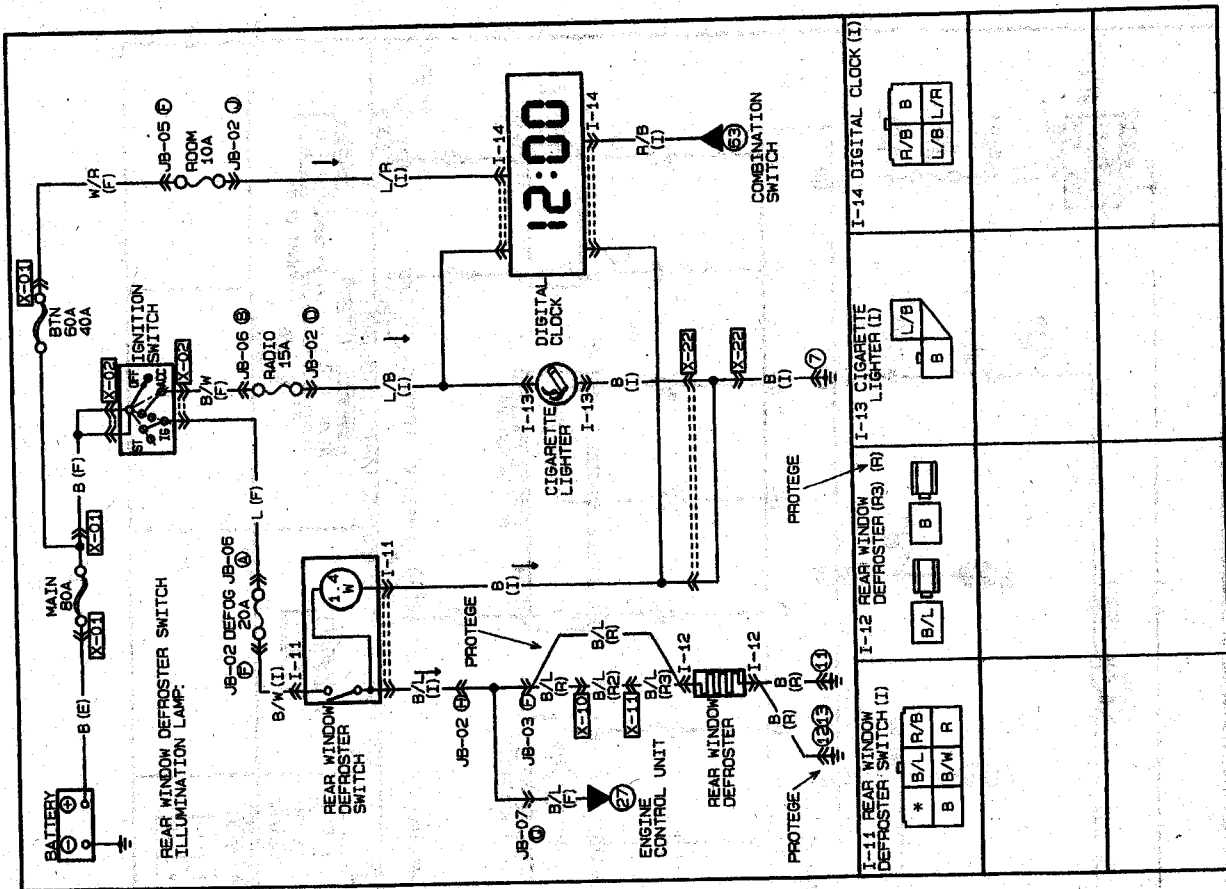 BATTERY
B (E)
X-01
MAIN
80A
X-01
B (F)
X-02
IGNITION
SWITCH
ST
OFF
ACC
IG
X-02
BTN
60A
40A
X-01
W/R
(F)
JB-05 F
ROOM
10A
JB-02 J
L/R
(I)
I-14
REAR WINDOW DEFROSTER SWITCH
ILLUMINATION LAMP:
JB-02 DEFOG JB-06
F 20A A
L (F)
B/W
(F)
JB-06 B
RADIO
15A
JB-02 D
L/B
(I)
12:00
DIGITAL
CLOCK
I-14
R/B
(I)
63
COMBINATION
SWITCH
B/W(I)
I-11
1.4
W
REAR WINDOW
DEFROSTER
SWITCH
I-11
B/L
(I)
B
(I)
I-13
CIGARETTE
LIGHTER
I-13
B
(I)
X-22
X-22
B
(I)
7
JB-02 H
PROTEGE
JB-07
Q
B/L
(F)
27
ENGINE
CONTROL UNIT
JB-03 F
B/L
(R)
B/L
(R)
X-10
B/L
(R2)
X-11
B/L
(R3)
I-12
REAR WINDOW
DEFROSTER
I-12
B
(R)
B
(R)
11
12 13
PROTEGE
PROTEGE
I-11 REAR WINDOW
DEFROSTER SWITCH (I)
* B/L R/B
B B/W R
I-12 REAR WINDOW
DEFROSTER (R3) (R)
B/L B
I-13 CIGARETTE
LIGHTER (I)
L/B
B
I-14 DIGITAL CLOCK (I)
R/B B
L/B L/R